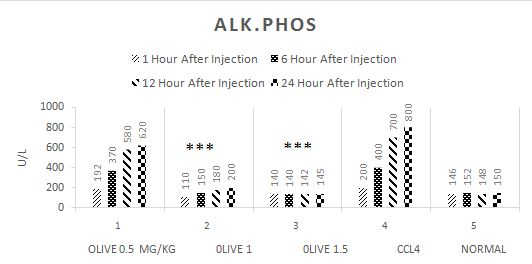 ALK.PHOS
1 Hour After Injection 6 Hour After Injection
12 Hour After Injection 24 Hour After Injection
U/L
1000
800
600
400
200
0
192 370 580 620
110 150 180 200
140 140 142 145
200 400 700 800
146 152 148 150
*** ***
1 2 3 4 5
OLIVE 0.5 MG/KG 0LIVE 1 0LIVE 1.5 CCL4 NORMAL